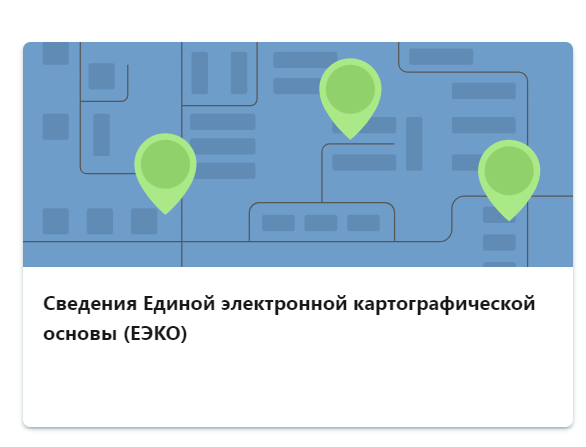 Сведения Единой электронной картографической
основы (ЕЭКО)